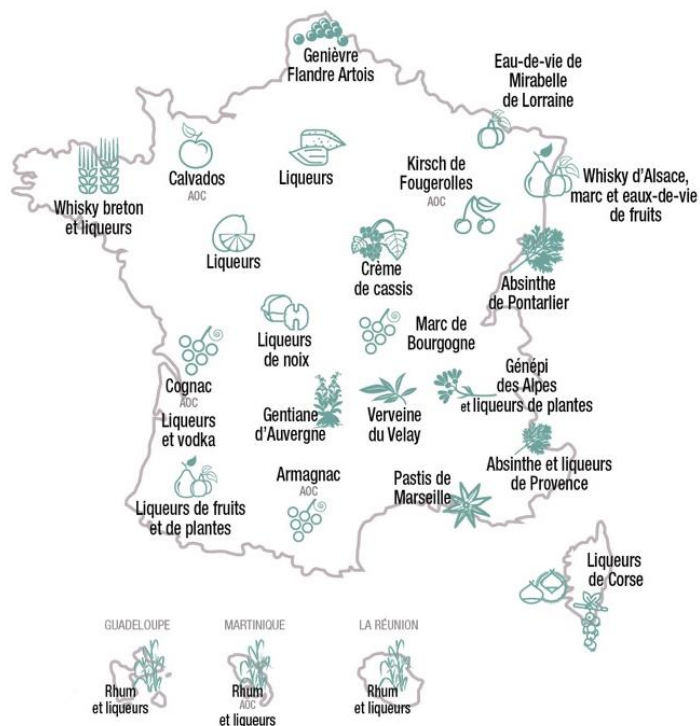 Genièvre
Flandre Artois
Eau-de-vie de
Mirabelle
de Lorraine
Whisky breton
et liqueurs
Calvados
AOC
Liqueurs
Kirsch de
Fougerolles
AOC
Whisky d'Alsace,
marc et eaux-de-vie
de fruits
Liqueurs
Crème
de cassis
Absinthe
de Pontarlier
Liqueurs
de noix
Marc de
Bourgogne
Cognac
AOC
Liqueurs
et vodka
Gentiane
d'Auvergne
Verveine
du Velay
Génépi
des Alpes
et liqueurs de plantes
Liqueurs de fruits
et de plantes
Armagnac
AOC
Pastis de
Marseille
Absinthe et liqueurs
de Provence
Liqueurs
de Corse
GUADELOUPE
Rhum
et liqueurs
MARTINIQUE
Rhum
AOC
et liqueurs
LA RÉUNION
Rhum
et liqueurs